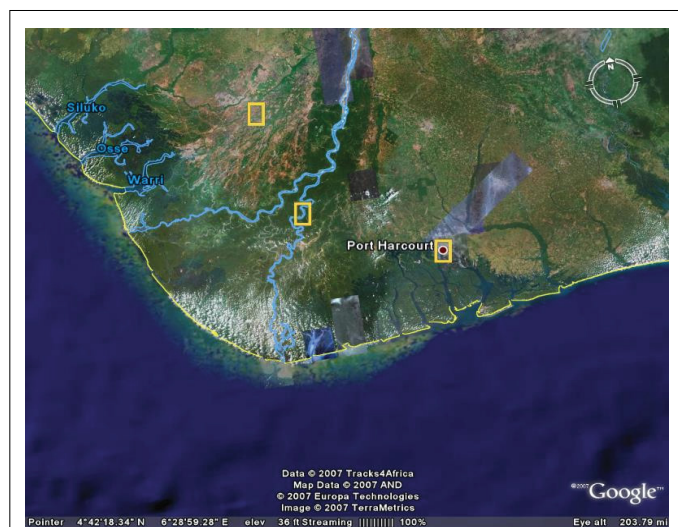 Siluko
N
Osse
Warri
Port Harcourt
Data © 2007 Tracks4Africa
Map Data © 2007 AND
© 2007 Europa Technologies
Image © 2007 TerraMetrics
©2007 Google™
Pointer 4°42'18.34" N 6°28'59.28" E elev 36 ft Streaming |||||||||| 100% Eye alt 203.79 mi